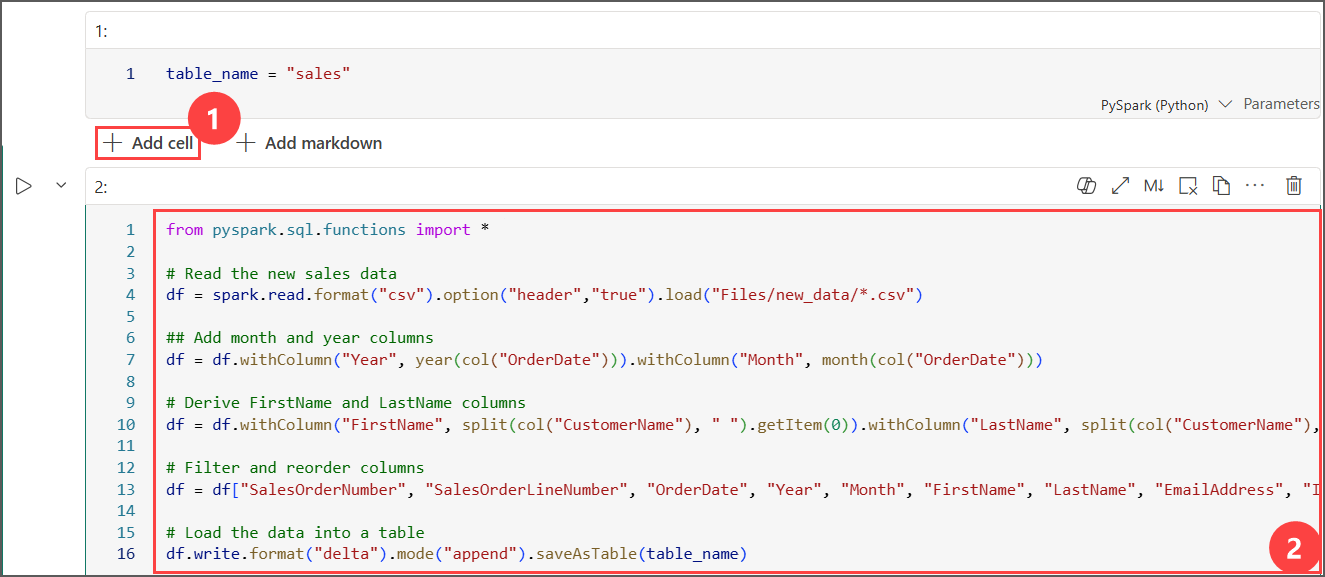 1:
1 table_name = "sales"
PySpark (Python) Parameters
1
Add cell Add markdown
2: M↓ ...
1 from pyspark.sql.functions import *
2
3 # Read the new sales data
4 df = spark.read.format("csv").option("header","true").load("Files/new_data/*.csv")
5
6 ## Add month and year columns
7 df = df.withColumn("Year", year(col("OrderDate"))).withColumn("Month", month(col("OrderDate")))
8
9 # Derive FirstName and LastName columns
10 df = df.withColumn("FirstName", split(col("CustomerName"), " ").getItem(0)).withColumn("LastName", split(col("CustomerName"),
11
12 # Filter and reorder columns
13 df = df["SalesOrderNumber", "SalesOrderLineNumber", "OrderDate", "Year", "Month", "FirstName", "LastName", "EmailAddress", "I
14
15 # Load the data into a table
16 df.write.format("delta").mode("append").saveAsTable(table_name)
2